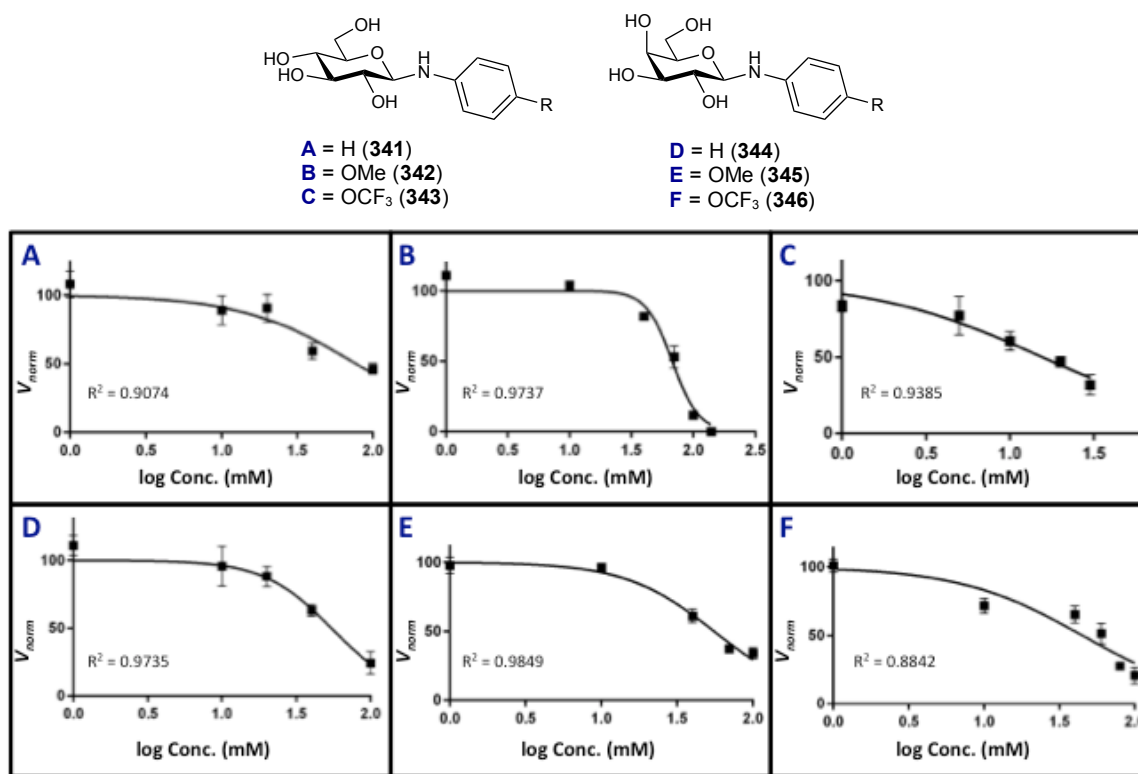 OH
HO
HO
O
OH
H
N
R
A = H (341)
B = OMe (342)
C = OCF₃ (343)
OH
OH
O
HO
OH
H
N
R
D = H (344)
E = OMe (345)
F = OCF₃ (346)
A
100
50
0
Vnorm
R² = 0.9074
0.0 0.5 1.0 1.5 2.0
log Conc. (mM)
B
100
50
0
Vnorm
R² = 0.9737
0.0 0.5 1.0 1.5 2.0 2.5
log Conc. (mM)
C
100
50
0
Vnorm
R² = 0.9385
0.0 0.5 1.0 1.5
log Conc. (mM)
D
100
50
0
Vnorm
R² = 0.9735
0.0 0.5 1.0 1.5 2.0
log Conc. (mM)
E
100
50
0
Vnorm
R² = 0.9849
0.0 0.5 1.0 1.5 2.0
log Conc. (mM)
F
100
50
0
Vnorm
R² = 0.8842
0.0 0.5 1.0 1.5 2.0
log Conc. (mM)